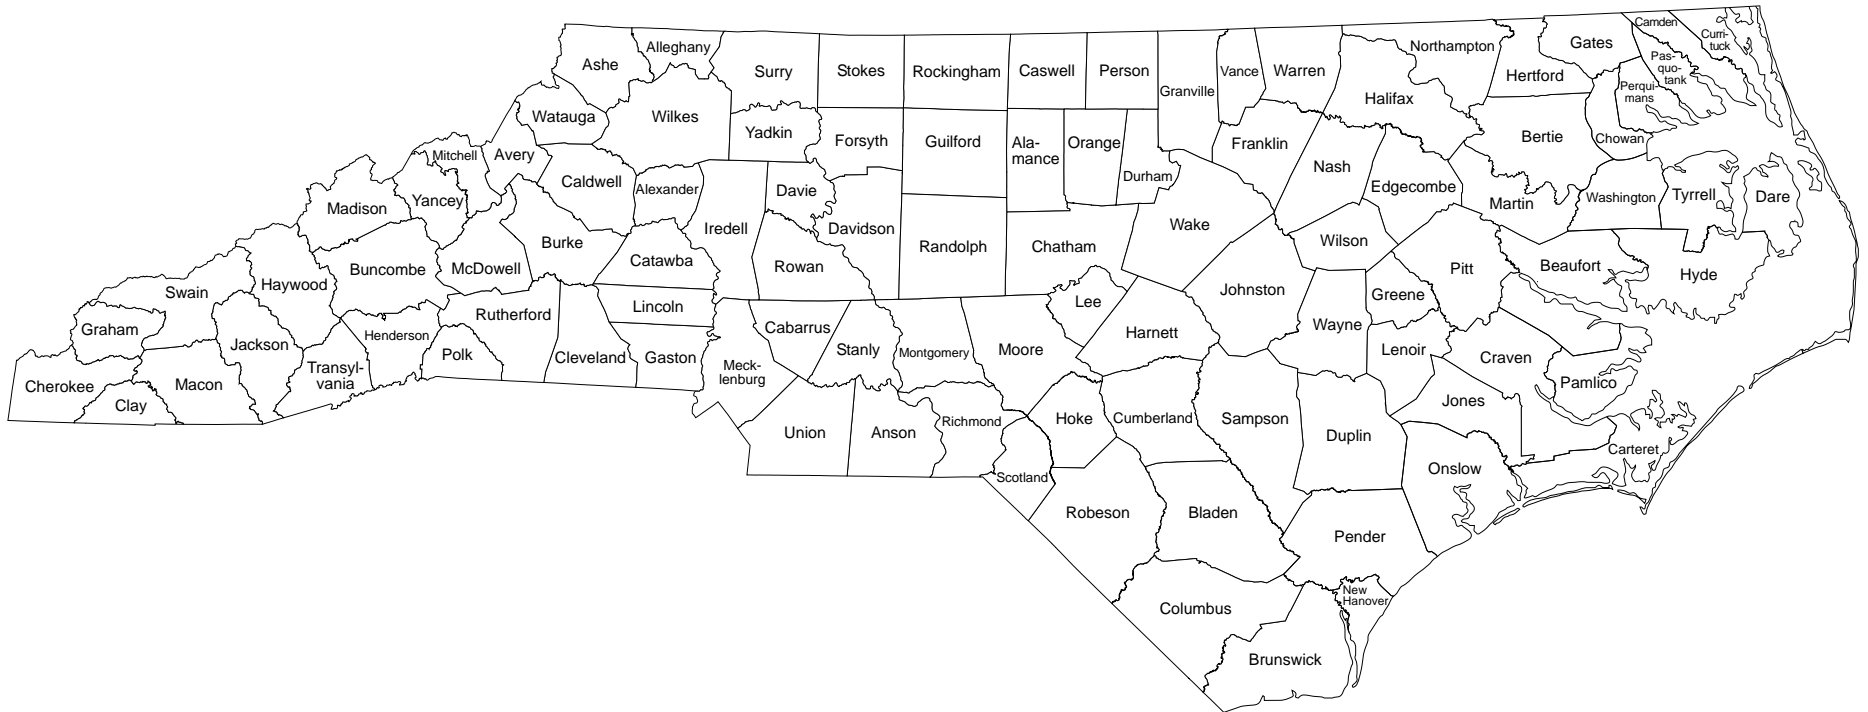 Camden
Curri-
tuck
Gates
Northampton
Alleghany
Ashe
Surry
Stokes
Rockingham
Caswell
Person
Granville
Vance
Warren
Hertford
Pas-
quo-
tank
Perqui-
mans
Halifax
Watauga
Wilkes
Yadkin
Forsyth
Guilford
Ala-
mance
Orange
Durham
Franklin
Nash
Bertie
Chowan
Mitchell
Avery
Caldwell
Alexander
Davie
Edgecombe
Martin
Washington
Tyrrell
Dare
Madison
Yancey
Iredell
Davidson
Wake
Wilson
Burke
Randolph
Chatham
Catawba
Rowan
Buncombe
McDowell
Pitt
Beaufort
Hyde
Swain
Haywood
Lincoln
Lee
Johnston
Greene
Graham
Rutherford
Cabarrus
Harnett
Wayne
Jackson
Henderson
Polk
Cleveland
Gaston
Stanly
Montgomery
Moore
Lenoir
Craven
Cherokee
Macon
Transyl-
vania
Meck-
lenburg
Pamlico
Clay
Union
Anson
Richmond
Hoke
Cumberland
Sampson
Duplin
Jones
Scotland
Onslow
Carteret
Robeson
Bladen
Pender
Columbus
New
Hanover
Brunswick